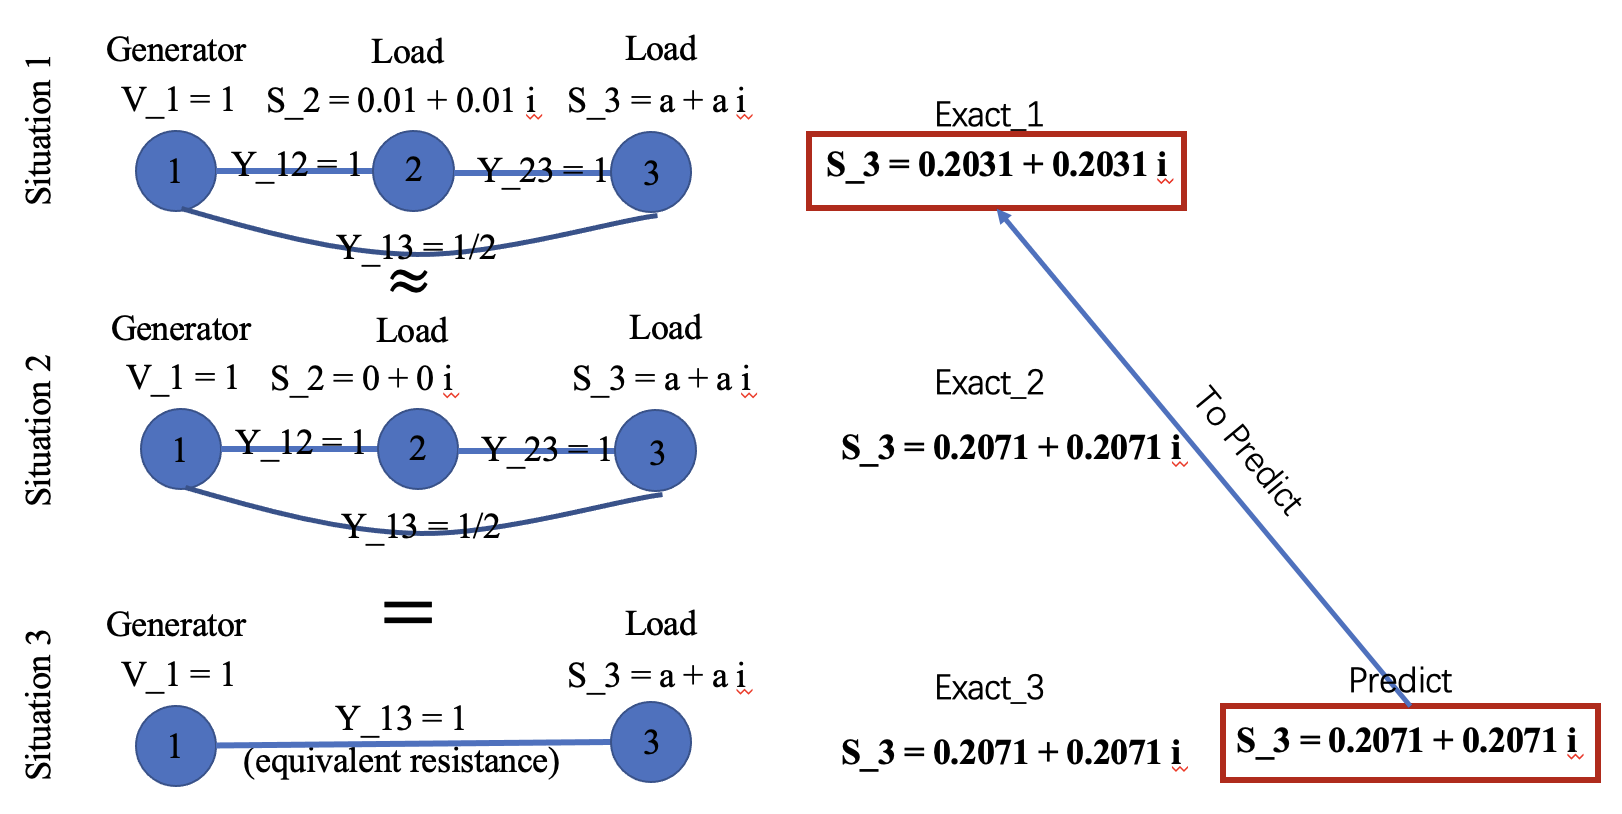 Situation 1
Generator
Load
Load
V_1 = 1
S_2 = 0.01 + 0.01 i
S_3 = a + a i
1
Y_12 = 1
2
Y_23 = 1
3
Y_13 = 1/2
Exact_1
S_3 = 0.2031 + 0.2031 i
≈
Situation 2
Generator
Load
Load
V_1 = 1
S_2 = 0 + 0 i
S_3 = a + a i
1
Y_12 = 1
2
Y_23 = 1
3
Y_13 = 1/2
Exact_2
S_3 = 0.2071 + 0.2071 i
To Predict
=
Situation 3
Generator
Load
V_1 = 1
S_3 = a + a i
1
Y_13 = 1
(equivalent resistance)
3
Exact_3
S_3 = 0.2071 + 0.2071 i
Predict
S_3 = 0.2071 + 0.2071 i